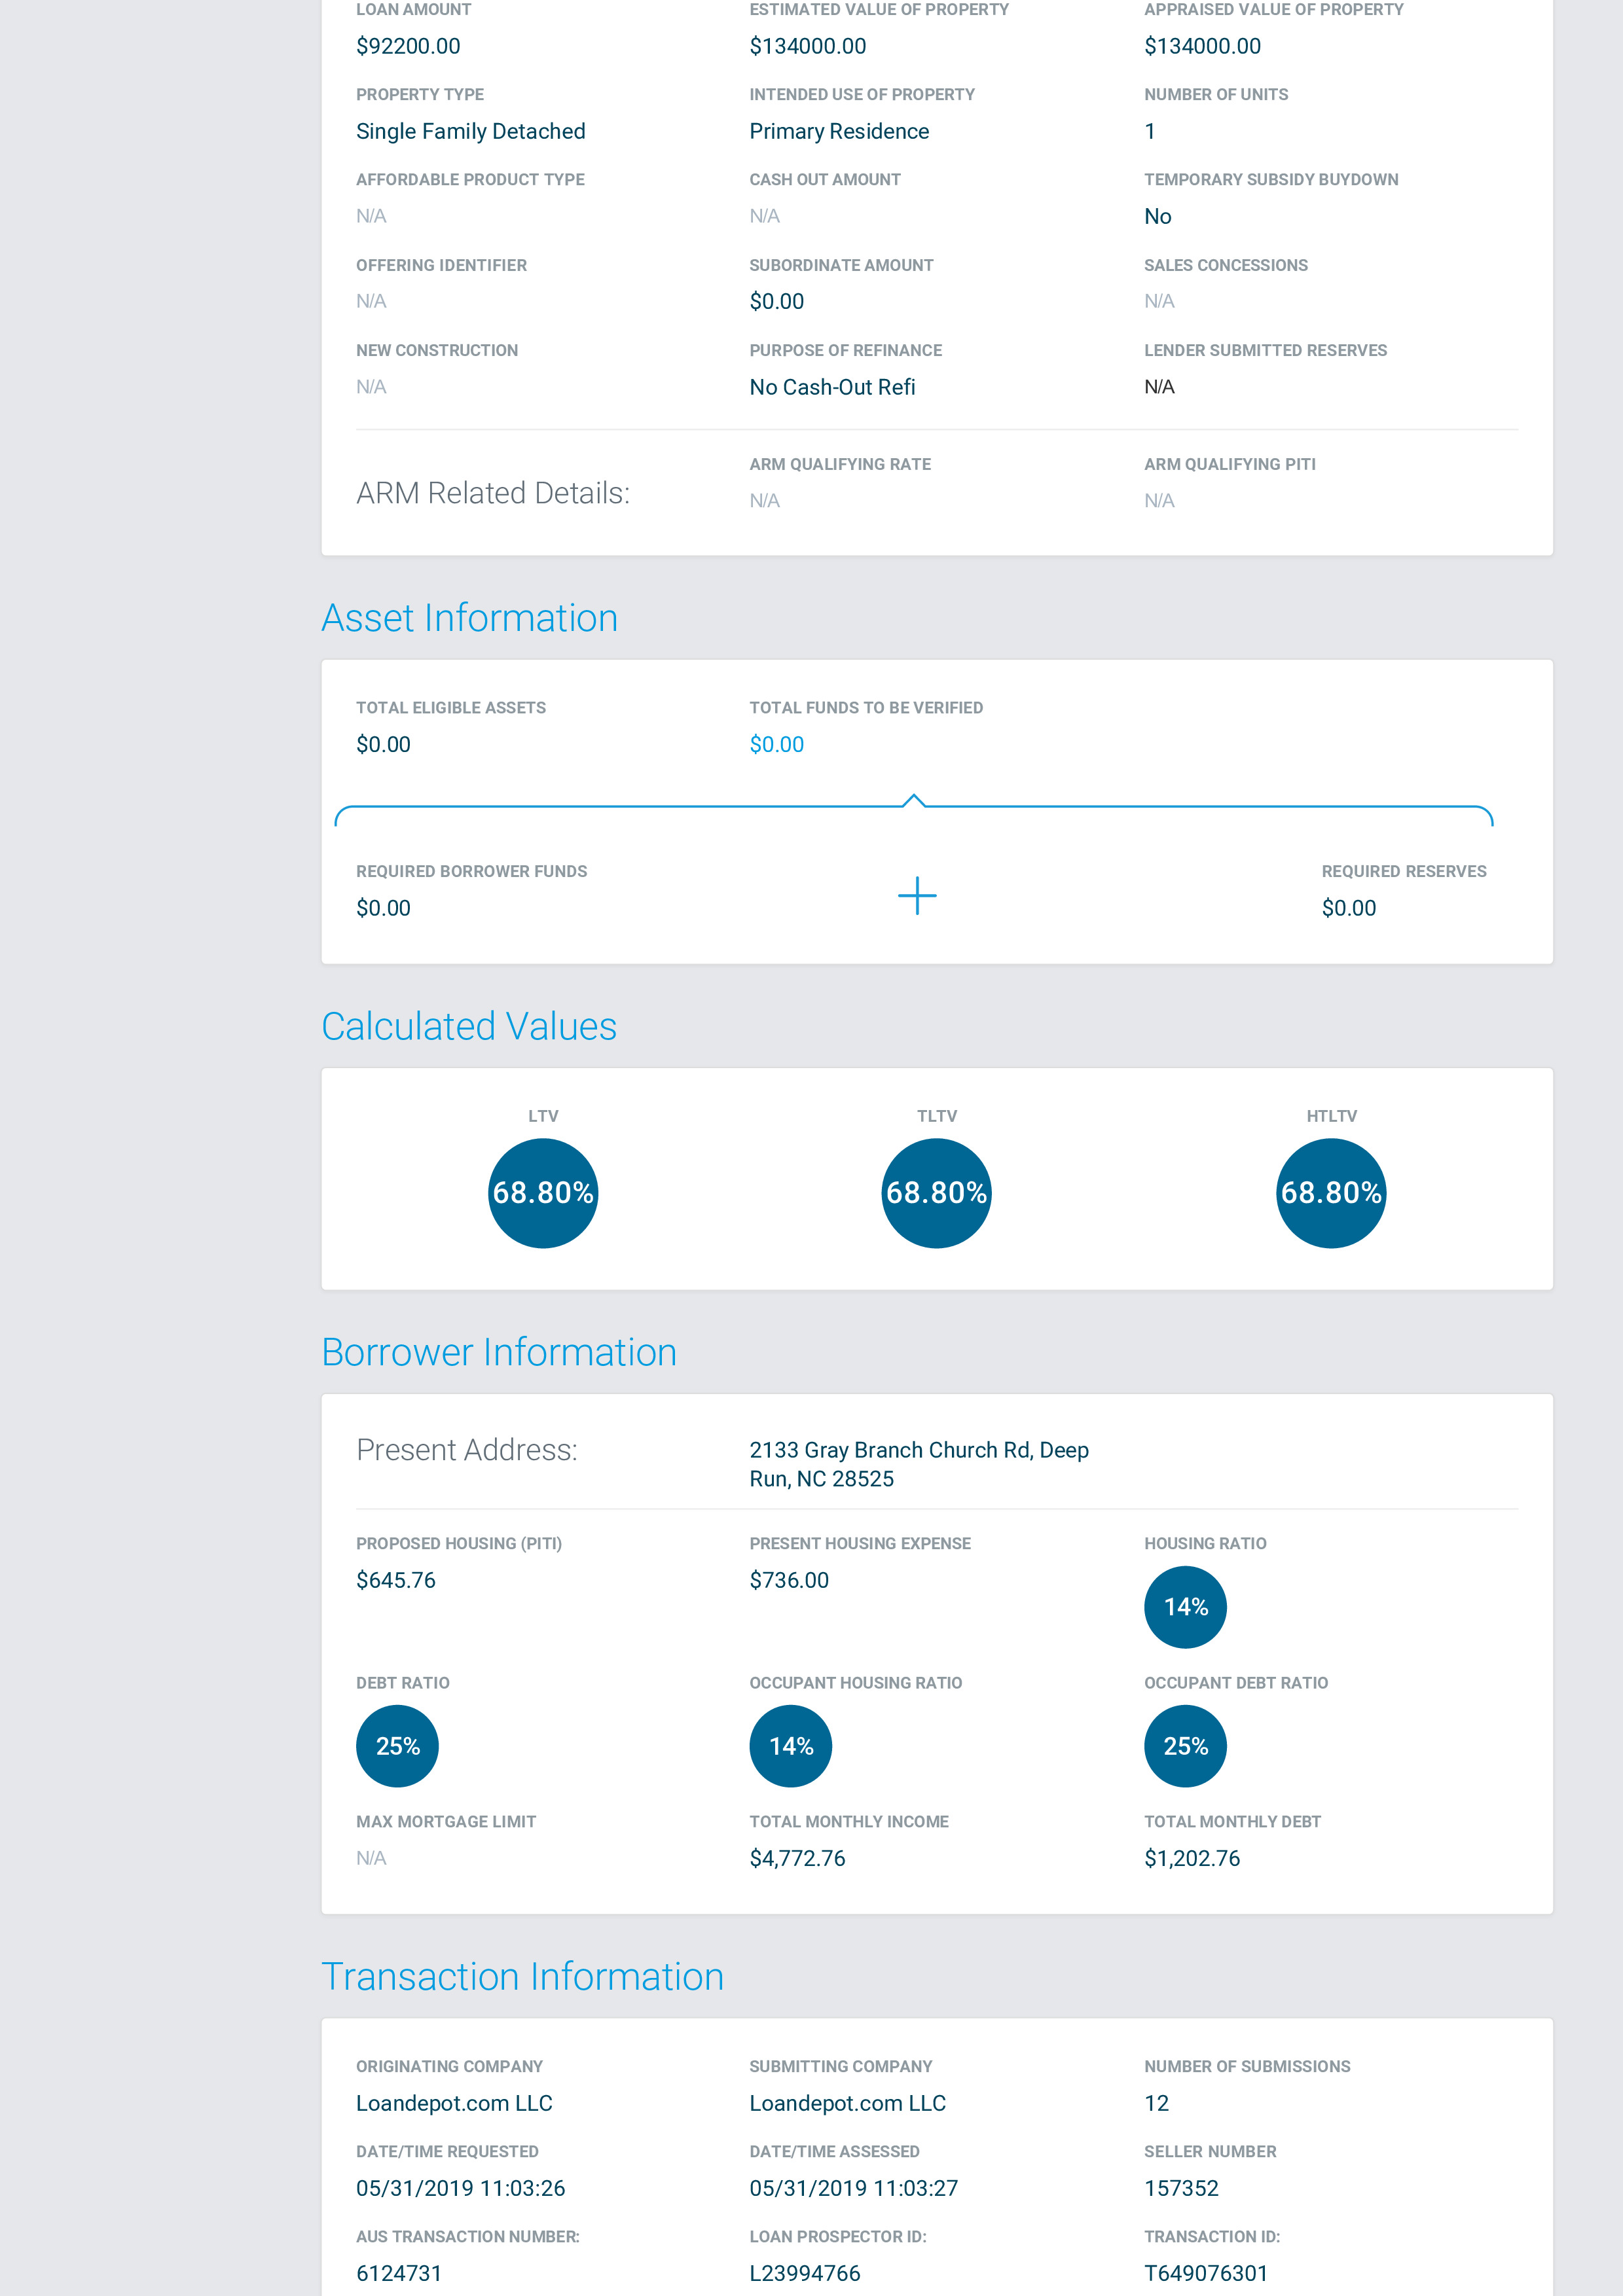 LOAN AMOUNT ESTIMATED VALUE OF PROPERTY APPRAISED VALUE OF PROPERTY
$92200.00 $134000.00 $134000.00
PROPERTY TYPE INTENDED USE OF PROPERTY NUMBER OF UNITS
Single Family Detached Primary Residence 1
AFFORDABLE PRODUCT TYPE CASH OUT AMOUNT TEMPORARY SUBSIDY BUYDOWN
N/A N/A No
OFFERING IDENTIFIER SUBORDINATE AMOUNT SALES CONCESSIONS
N/A $0.00 N/A
NEW CONSTRUCTION PURPOSE OF REFINANCE LENDER SUBMITTED RESERVES
N/A No Cash-Out Refi N/A
ARM QUALIFYING RATE ARM QUALIFYING PITI
ARM Related Details:
N/A N/A
Asset Information
TOTAL ELIGIBLE ASSETS TOTAL FUNDS TO BE VERIFIED
$0.00 $0.00
REQUIRED BORROWER FUNDS REQUIRED RESERVES
$0.00 $0.00
Calculated Values
LTV TLTV HTLTV
68.80% 68.80% 68.80%
Borrower Information
Present Address: 2133 Gray Branch Church Rd, Deep
Run, NC 28525
PROPOSED HOUSING (PITI) PRESENT HOUSING EXPENSE HOUSING RATIO
$645.76 $736.00 14%
DEBT RATIO OCCUPANT HOUSING RATIO OCCUPANT DEBT RATIO
25% 14% 25%
MAX MORTGAGE LIMIT TOTAL MONTHLY INCOME TOTAL MONTHLY DEBT
N/A $4,772.76 $1,202.76
Transaction Information
ORIGINATING COMPANY SUBMITTING COMPANY NUMBER OF SUBMISSIONS
Loandepot.com LLC Loandepot.com LLC 12
DATE/TIME REQUESTED DATE/TIME ASSESSED SELLER NUMBER
05/31/2019 11:03:26 05/31/2019 11:03:27 157352
AUS TRANSACTION NUMBER: LOAN PROSPECTOR ID: TRANSACTION ID:
6124731 L23994766 T649076301